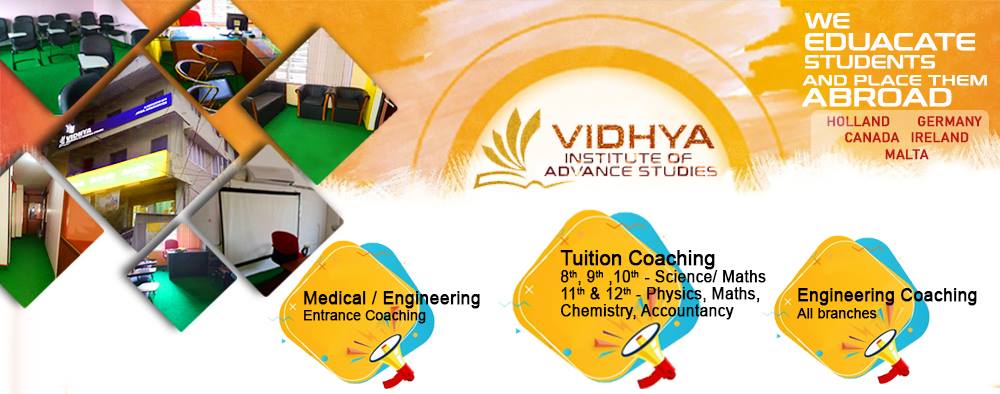 WE
EDUACATE
STUDENTS
AND PLACE THEM
ABROAD
HOLLAND GERMANY
CANADA IRELAND
MALTA
VIDHYA
VIDHYA
INSTITUTE OF
ADVANCE STUDIES
Medical / Engineering
Entrance Coaching
Tuition Coaching
8th, 9th ,10th - Science/ Maths
11th & 12th - Physics, Maths,
Chemistry, Accountancy
Engineering Coaching
All branches